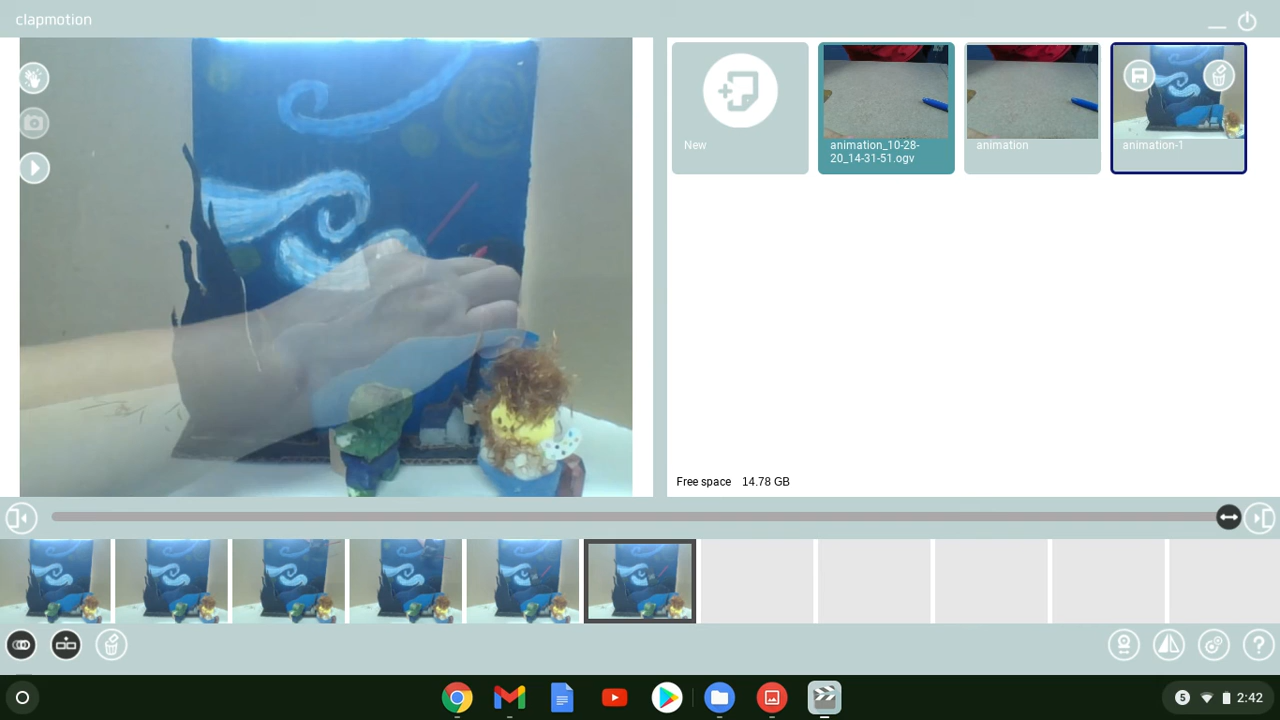 clapmotion
New
animation_10-28-
20_14-31-51.ogv
animation
animation-1
Free space 14.78 GB
5 2:42